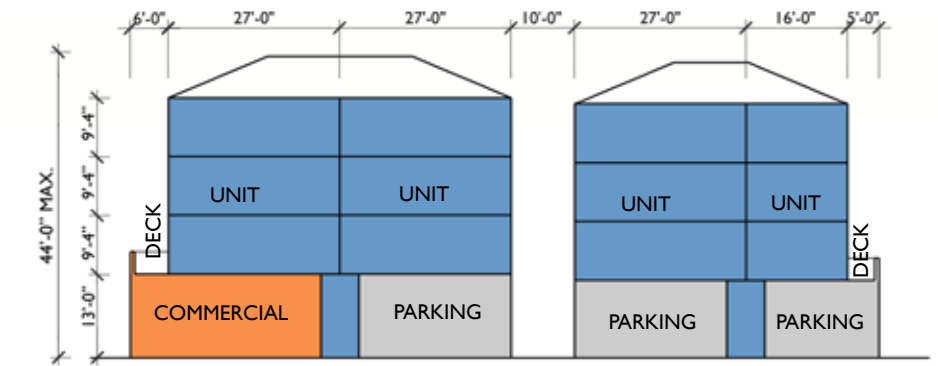 6'-0" 27'-0" 27'-0" 10'-0" 27'-0" 16'-0" 5'-0"
44'-0" MAX.
9'-4"
9'-4"
9'-4"
13'-0"
DECK
UNIT UNIT UNIT UNIT
DECK
COMMERCIAL PARKING PARKING PARKING